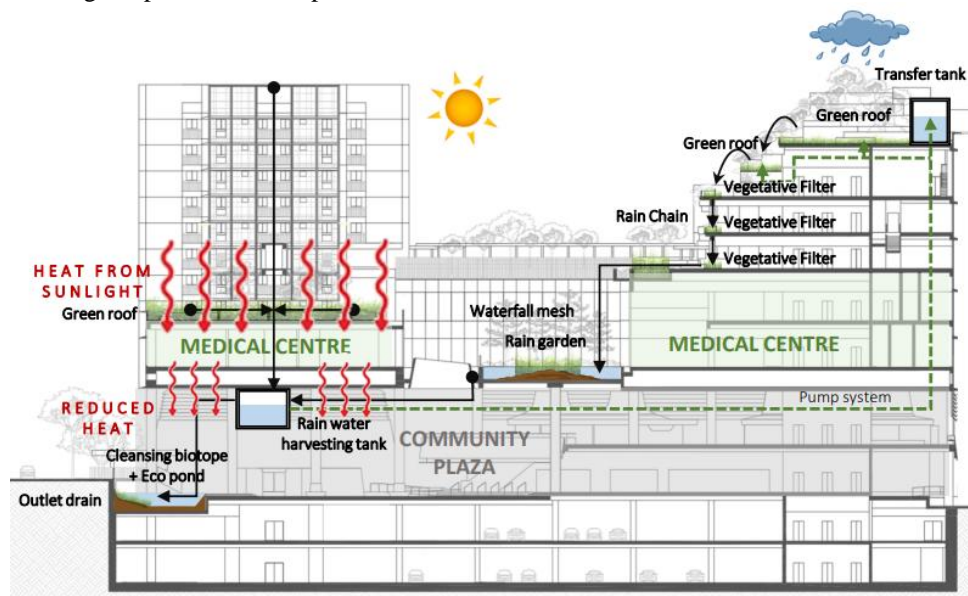 Transfer tank
Green roof
Green roof
Vegetative Filter
Rain Chain
Vegetative Filter
Vegetative Filter
HEAT FROM
SUNLIGHT
Green roof
Waterfall mesh
Rain garden
MEDICAL CENTRE
MEDICAL CENTRE
Pump system
REDUCED
HEAT
Rain water
harvesting tank
COMMUNITY
PLAZA
Cleansing biotope
+ Eco pond
Outlet drain